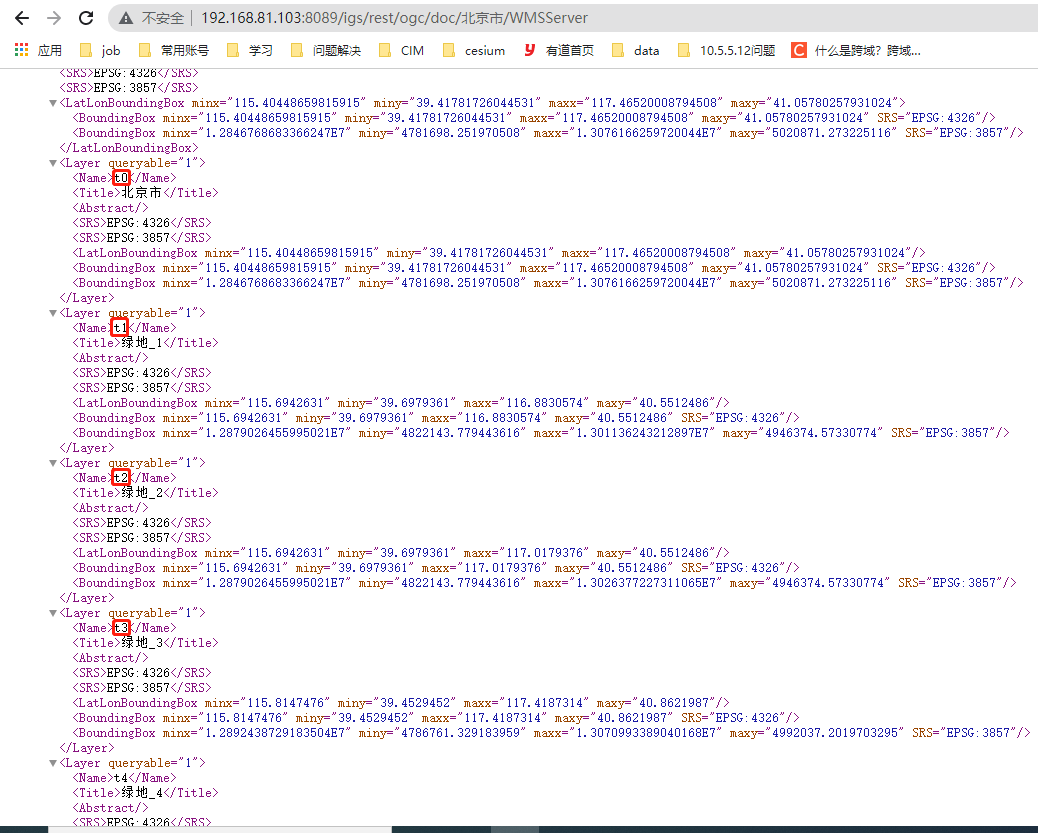 不安全 | 192.168.81.103:8089/igs/rest/ogc/doc/北京市/WMSServer
应用 job 常用账号 学习 问题解决 CIM cesium y 有道首页 data 10.5.5.12问题 C 什么是跨域？跨域...
<SRS>EPSG:4326</SRS>
<SRS>EPSG:3857</SRS>
▼<LatLonBoundingBox minx="115.40448659815915" miny="39.41781726044531" maxx="117.46520008794508" maxy="41.05780257931024">
<BoundingBox minx="115.40448659815915" miny="39.41781726044531" maxx="117.46520008794508" maxy="41.05780257931024" SRS="EPSG:4326"/>
<BoundingBox minx="1.2846768683366247E7" miny="4781698.251970508" maxx="1.3076166259720044E7" maxy="5020871.273225116" SRS="EPSG:3857"/>
</LatLonBoundingBox>
▼<Layer queryable="1">
<Name>t0</Name>
<Title>北京市</Title>
<Abstract/>
<SRS>EPSG:4326</SRS>
<SRS>EPSG:3857</SRS>
<LatLonBoundingBox minx="115.40448659815915" miny="39.41781726044531" maxx="117.46520008794508" maxy="41.05780257931024"/>
<BoundingBox minx="115.40448659815915" miny="39.41781726044531" maxx="117.46520008794508" maxy="41.05780257931024" SRS="EPSG:4326"/>
<BoundingBox minx="1.2846768683366247E7" miny="4781698.251970508" maxx="1.3076166259720044E7" maxy="5020871.273225116" SRS="EPSG:3857"/>
</Layer>
▼<Layer queryable="1">
<Name>t1</Name>
<Title>绿地_1</Title>
<Abstract/>
<SRS>EPSG:4326</SRS>
<SRS>EPSG:3857</SRS>
<LatLonBoundingBox minx="115.6942631" miny="39.6979361" maxx="116.8830574" maxy="40.5512486"/>
<BoundingBox minx="115.6942631" miny="39.6979361" maxx="116.8830574" maxy="40.5512486" SRS="EPSG:4326"/>
<BoundingBox minx="1.2879026455995021E7" miny="4822143.779443616" maxx="1.301136243212897E7" maxy="4946374.57330774" SRS="EPSG:3857"/>
</Layer>
▼<Layer queryable="1">
<Name>t2</Name>
<Title>绿地_2</Title>
<Abstract/>
<SRS>EPSG:4326</SRS>
<SRS>EPSG:3857</SRS>
<LatLonBoundingBox minx="115.6942631" miny="39.6979361" maxx="117.0179376" maxy="40.5512486"/>
<BoundingBox minx="115.6942631" miny="39.6979361" maxx="117.0179376" maxy="40.5512486" SRS="EPSG:4326"/>
<BoundingBox minx="1.2879026455995021E7" miny="4822143.779443616" maxx="1.3026377227311065E7" maxy="4946374.57330774" SRS="EPSG:3857"/>
</Layer>
▼<Layer queryable="1">
<Name>t3</Name>
<Title>绿地_3</Title>
<Abstract/>
<SRS>EPSG:4326</SRS>
<SRS>EPSG:3857</SRS>
<LatLonBoundingBox minx="115.8147476" miny="39.4529452" maxx="117.4187314" maxy="40.8621987"/>
<BoundingBox minx="115.8147476" miny="39.4529452" maxx="117.4187314" maxy="40.8621987" SRS="EPSG:4326"/>
<BoundingBox minx="1.2892438729183504E7" miny="4786761.329183959" maxx="1.3070993389040168E7" maxy="4992037.2019703295" SRS="EPSG:3857"/>
</Layer>
▼<Layer queryable="1">
<Name>t4</Name>
<Title>绿地_4</Title>
<Abstract/>
<SRS>EPSG:4326</SRS>